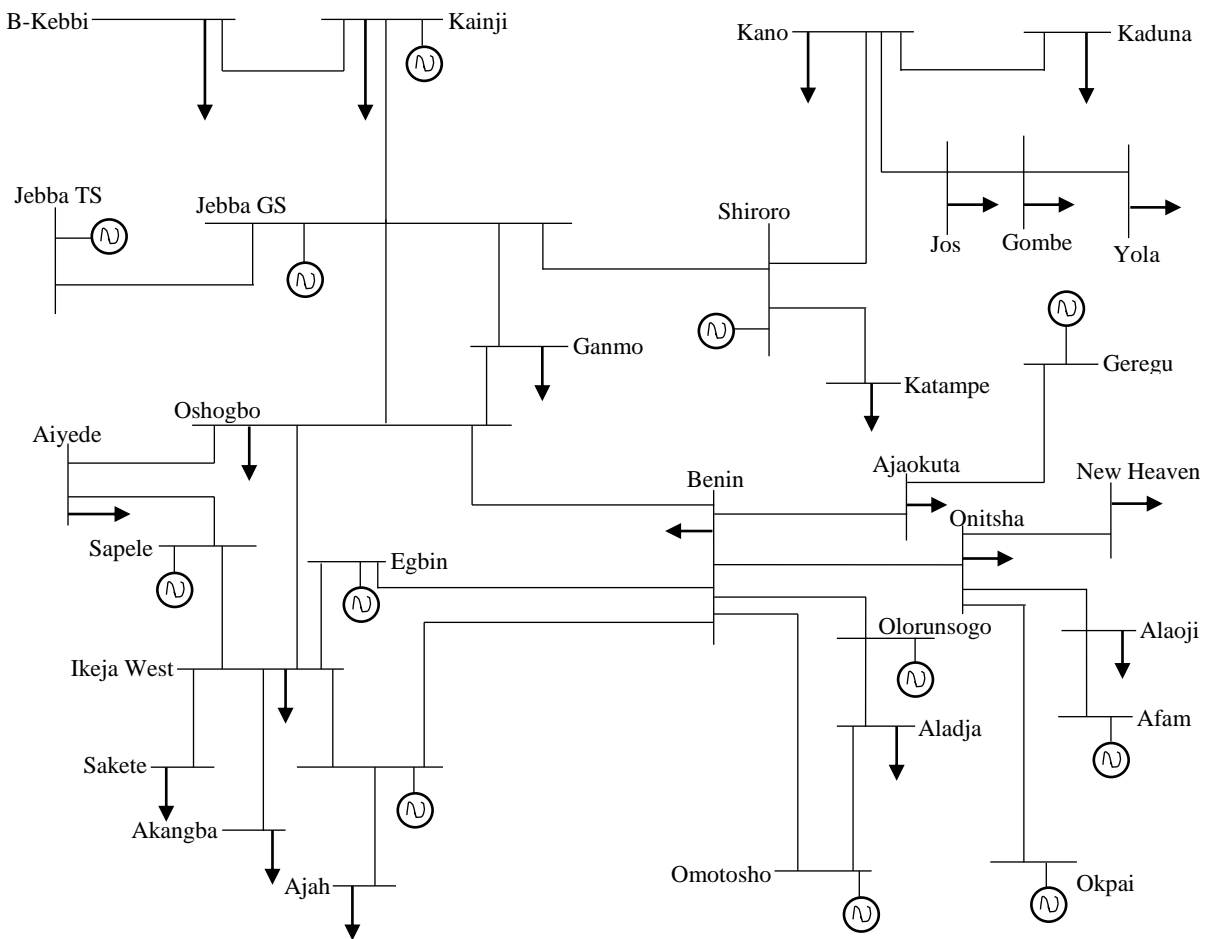 B-Kebbi
Kainji
Kano
Kaduna
Jebba TS
Jebba GS
Shiroro
Jos
Gombe
Yola
Ganmo
Geregu
Katampe
Oshogbo
Aiyede
Ajaokuta
New Heaven
Benin
Onitsha
Sapele
Egbin
Olorunsogo
Alaoji
Ikeja West
Afam
Aladja
Sakete
Akangba
Omotosho
Okpai
Ajah